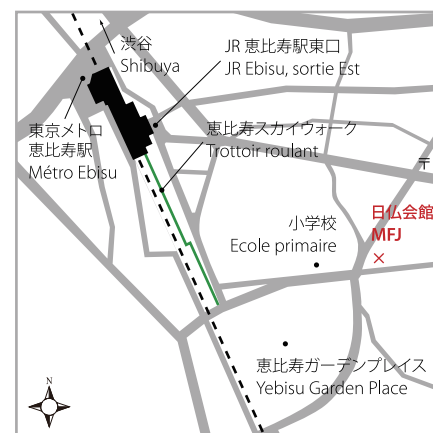 渋谷
Shibuya
JR 恵比寿駅東口
JR Ebisu, sortie Est
東京メトロ
恵比寿駅
Métro Ebisu
恵比寿スカイウォーク
Trottoir roulant
〒
日仏会館
MFJ
×
小学校
Ecole primaire
恵比寿ガーデンプレイス
Yebisu Garden Place
N